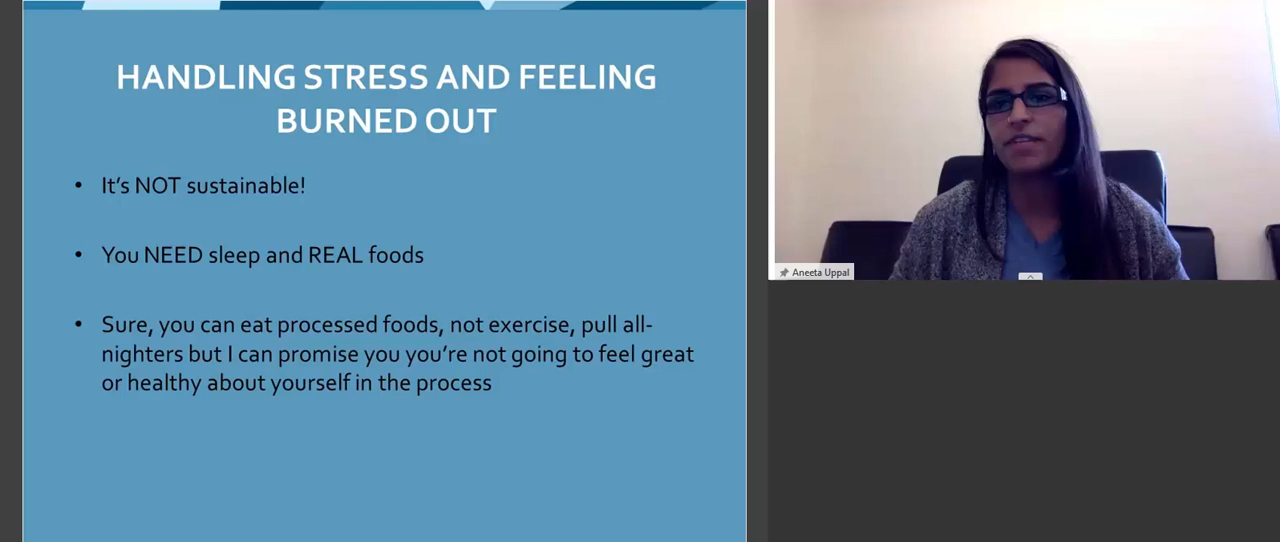 HANDLING STRESS AND FEELING
BURNED OUT
• It's NOT sustainable!
• You NEED sleep and REAL foods
• Sure, you can eat processed foods, not exercise, pull all-
nighters but I can promise you you're not going to feel great
or healthy about yourself in the process
Aneeta Uppal